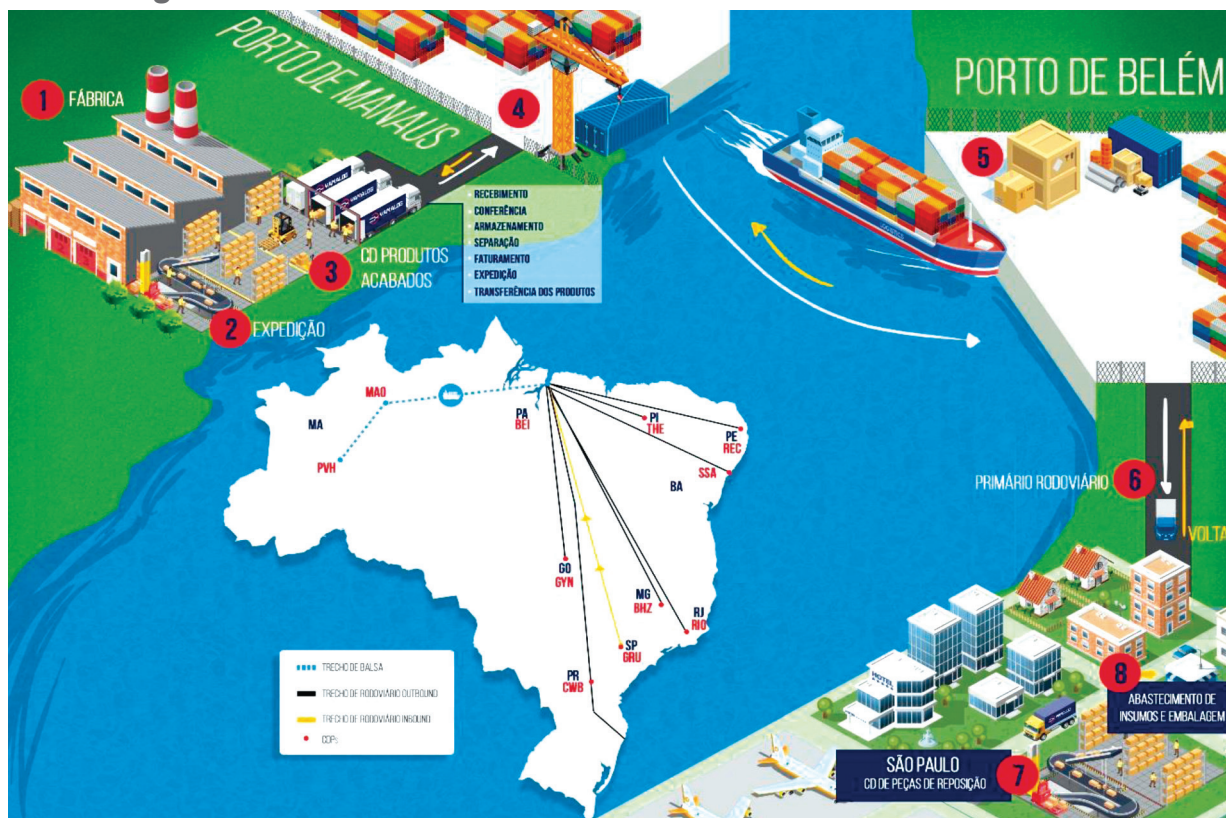 PORTO DE MANAUS
PORTO DE BELÉM
1 FÁBRICA
4
5
RECEBIMENTO
CONFERÊNCIA
ARMAZENAMENTO
SEPARAÇÃO
FATURAMENTO
EXPEDIÇÃO
TRANSFERÊNCIA DOS PRODUTOS
3 CD PRODUTOS
ACABADOS
2 EXPEDIÇÃO
MAO
MA
PVH
PA
BEI
PI
THE
PE
REC
SSA
BA
GO
GYN
MG
BHZ
RJ
RIO
SP
GRU
PR
CWB
TRECHO DE BALSA
TRECHO DE RODOVIÁRIO OUTBOUND
TRECHO DE RODOVIÁRIO INBOUND
PRIMÁRIO RODOVIÁRIO 6
VOLTA
HOTEL
8
ABASTECIMENTO DE
INSUMOS E EMBALAGEM
SÃO PAULO
CD DE PEÇAS DE REPOSIÇÃO
7